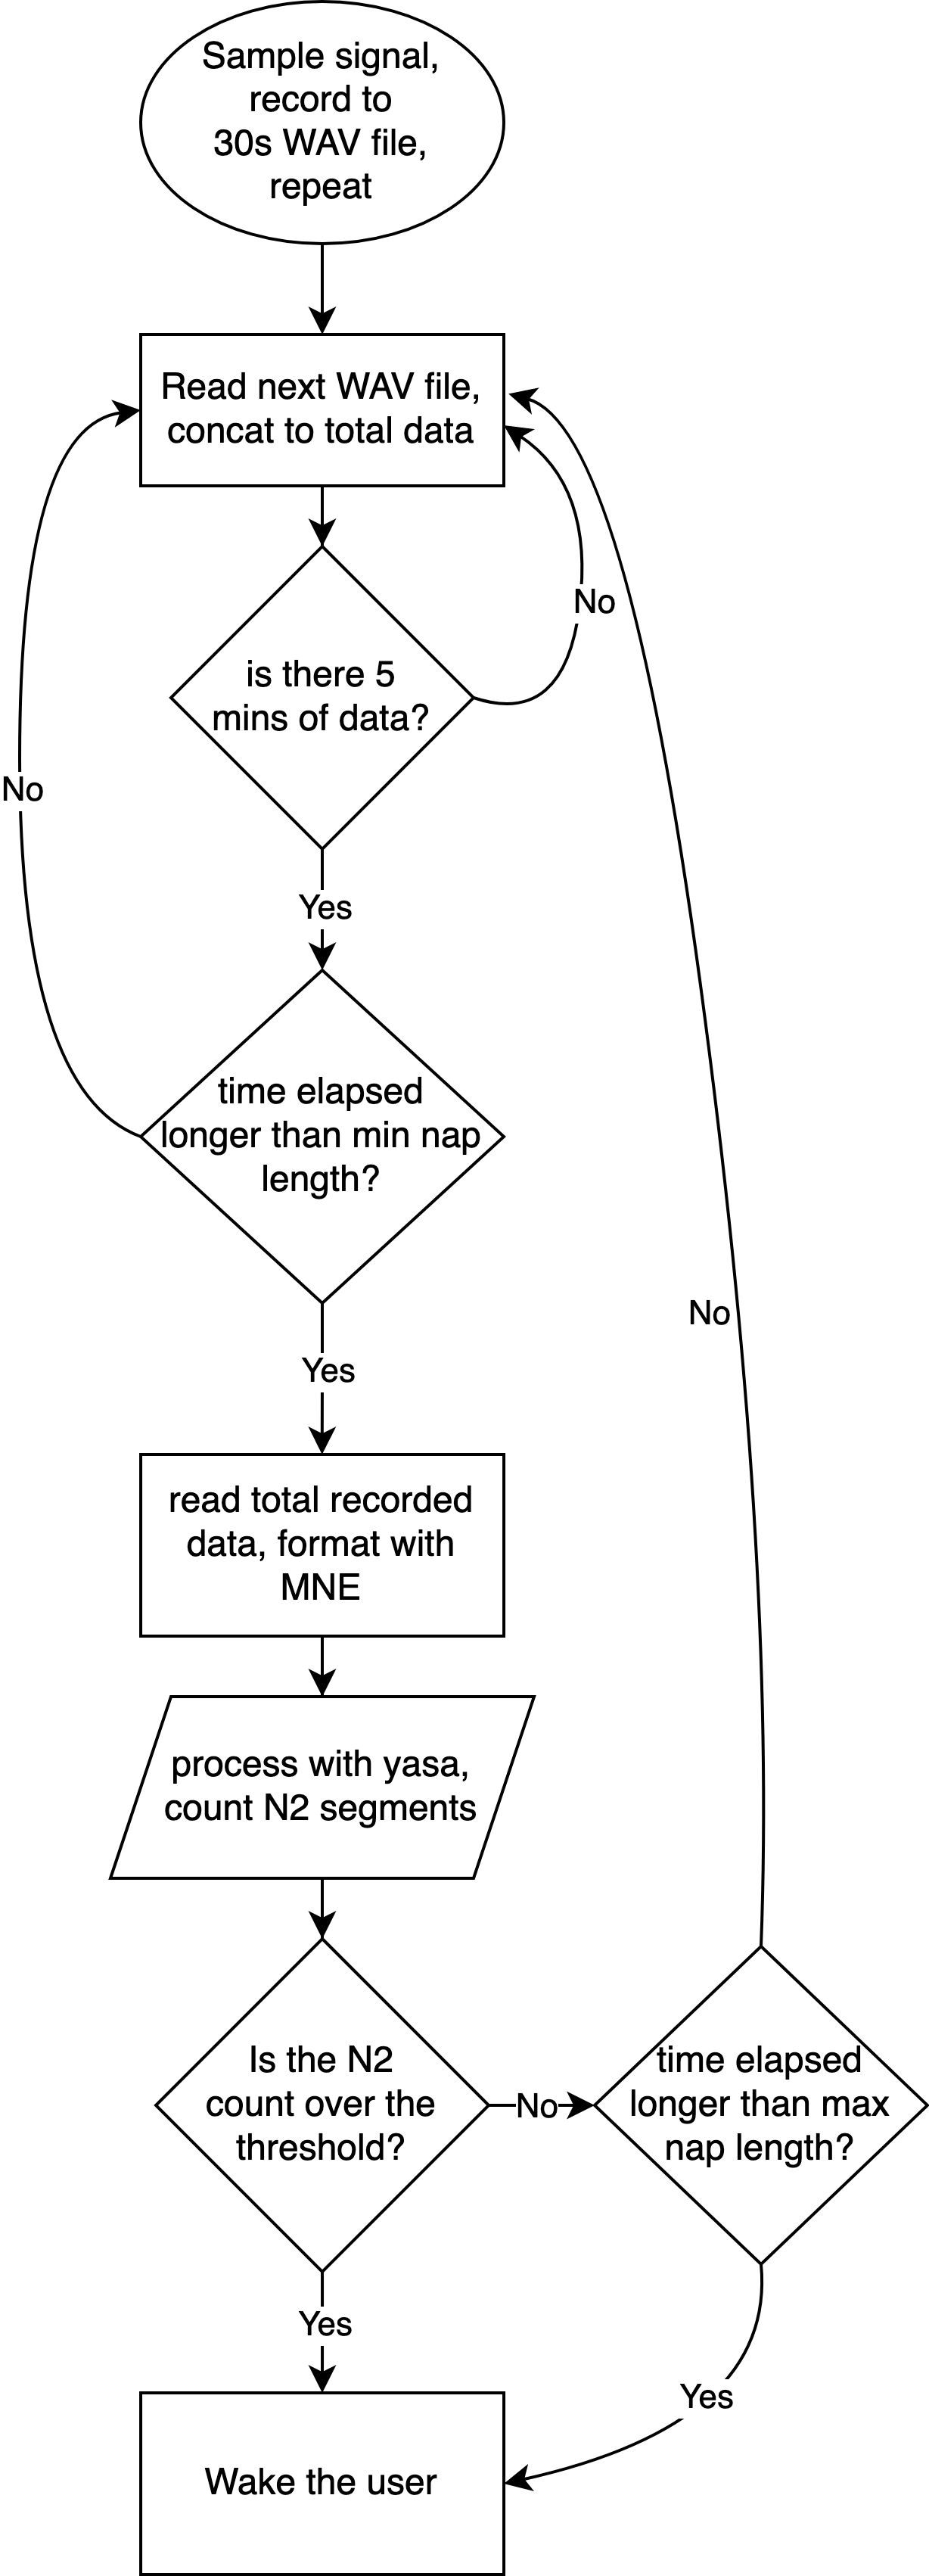 Sample signal,
record to
30s WAV file,
repeat
Read next WAV file,
concat to total data
No
is there 5
mins of data?
No
Yes
time elapsed
longer than min nap
length?
No
Yes
read total recorded
data, format with
MNE
process with yasa,
count N2 segments
Is the N2
count over the
threshold?
No
time elapsed
longer than max
nap length?
Yes
Yes
Wake the user